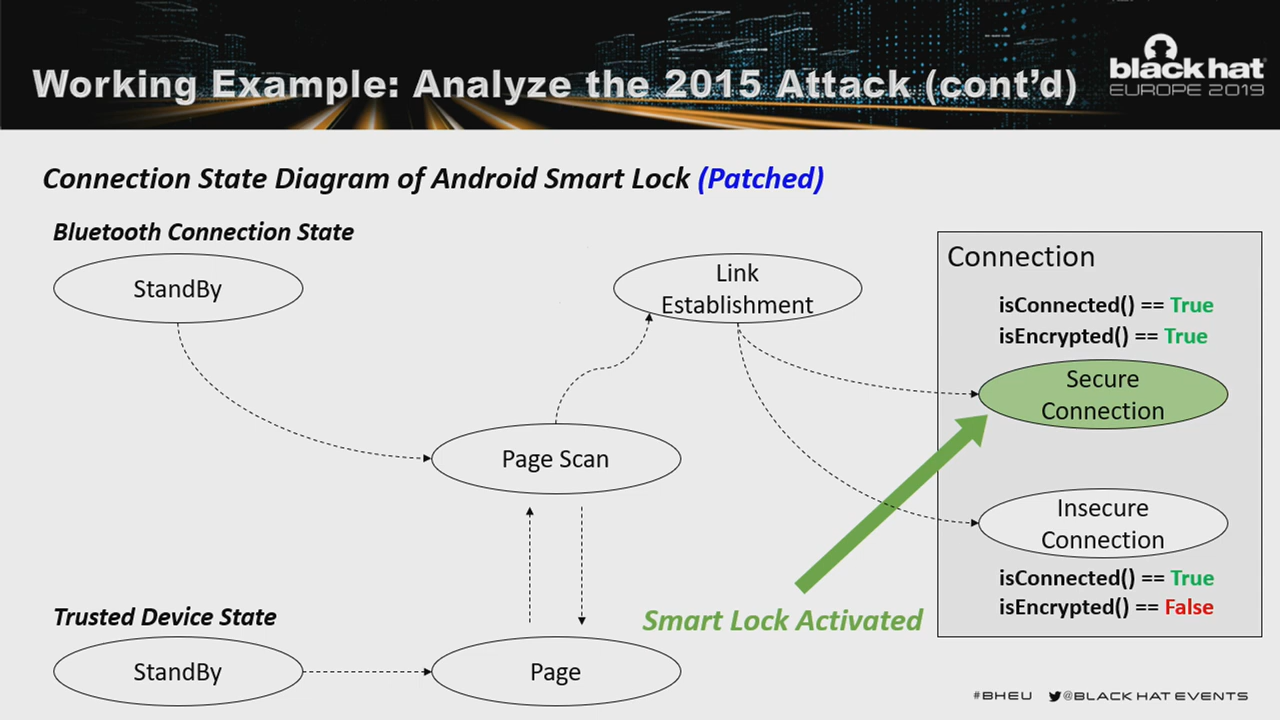 Working Example: Analyze the 2015 Attack (cont'd)
black hat
EUROPE 2019
Connection State Diagram of Android Smart Lock (Patched)
Bluetooth Connection State
StandBy
Link
Establishment
Connection
isConnected() == True
isEncrypted() == True
Secure
Connection
Page Scan
Insecure
Connection
isConnected() == True
isEncrypted() == False
Smart Lock Activated
Trusted Device State
StandBy
Page
#BHEU @BLACK HAT EVENTS